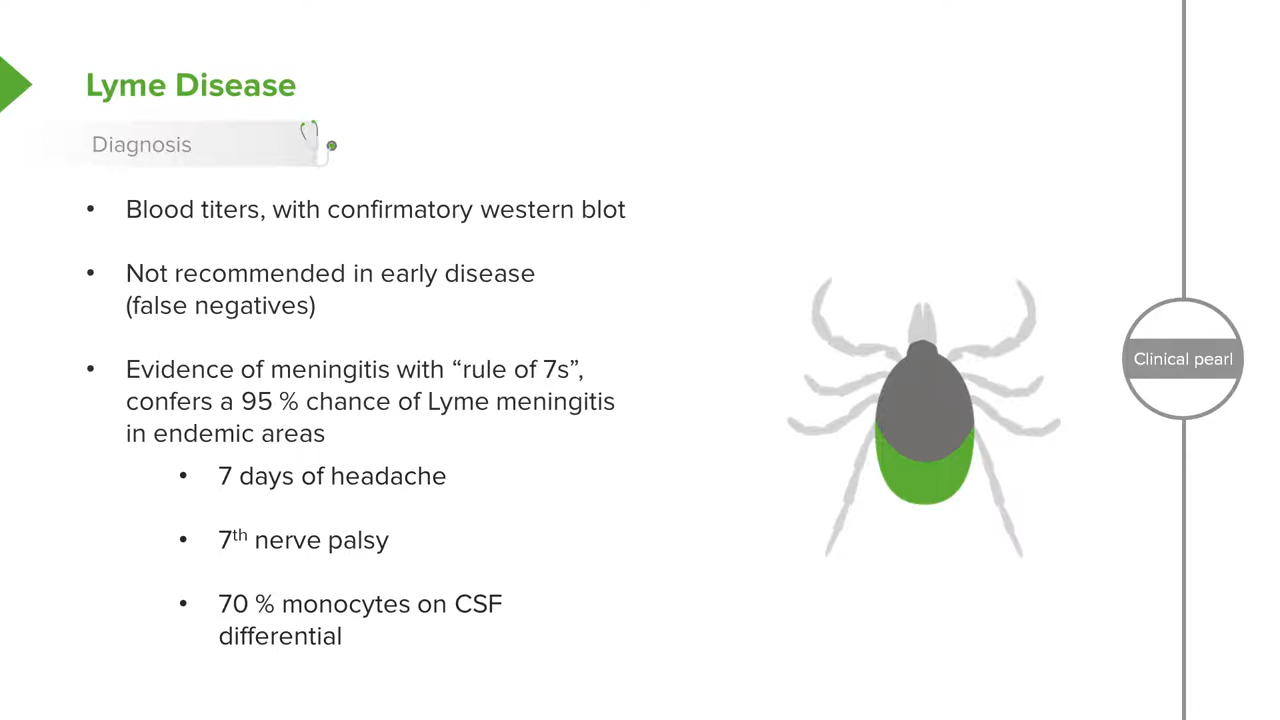 Lyme Disease
Diagnosis
• Blood titers, with confirmatory western blot
• Not recommended in early disease
(false negatives)
• Evidence of meningitis with “rule of 7s”,
confers a 95 % chance of Lyme meningitis
in endemic areas
• 7 days of headache
• 7th nerve palsy
• 70 % monocytes on CSF
differential
Clinical pearl